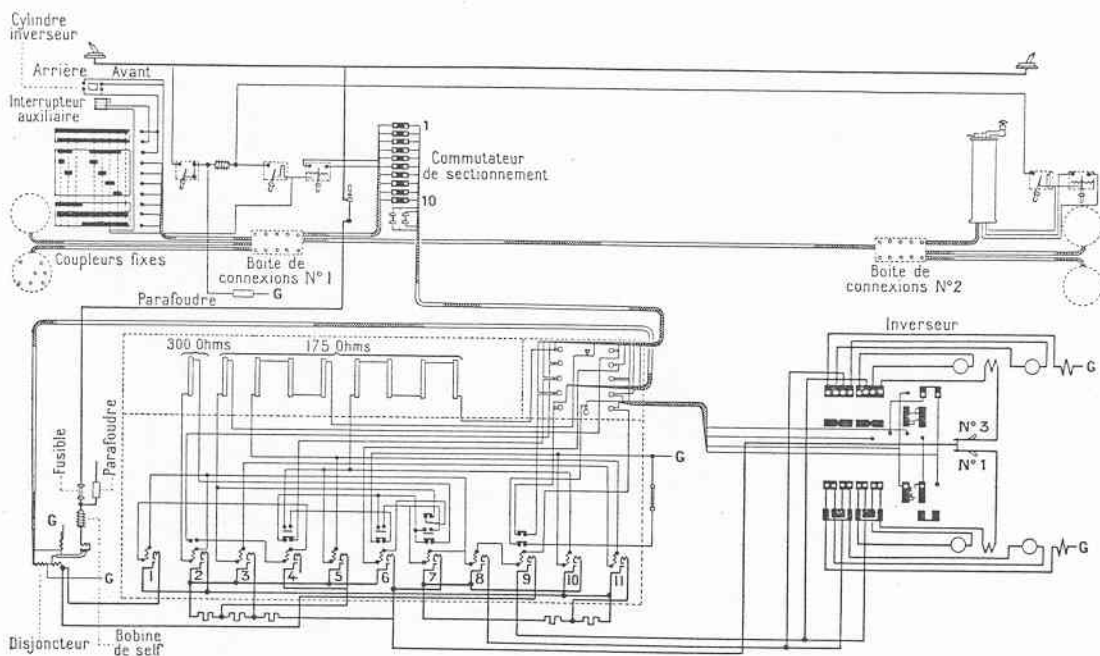 Cylindre
inverseur
Arrière Avant
Interrupteur
auxiliaire
1
Commutateur
de sectionnement
10
Coupleurs fixes
Boite de
connexions N° 1
Boite de
connexions N° 2
G
Parafoudre
Inverseur
300 Ohms 175 Ohms
G
Fusible
Parafoudre
N° 3
G
N° 1
G
1 2 3 4 5 6 7 8 9 10 11
G
G
Disjoncteur
Bobine
de self